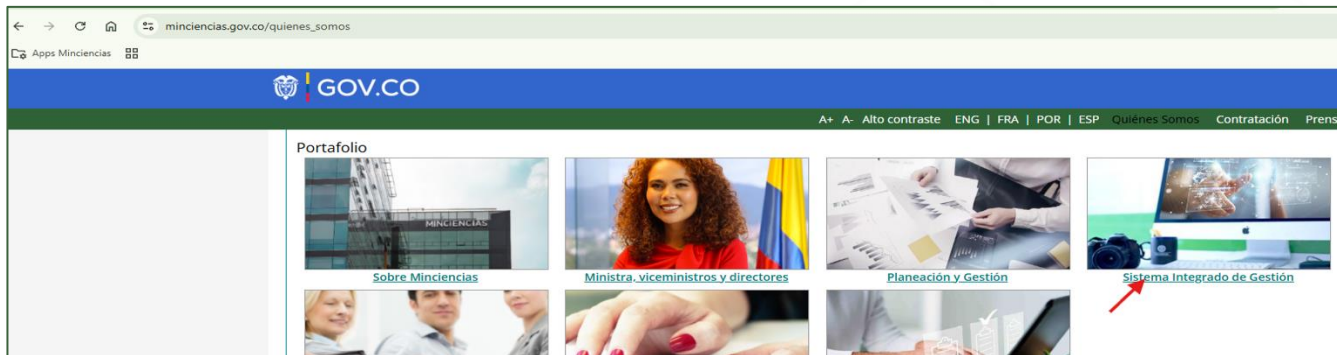 minciencias.gov.co/quienes_somos
Apps Minciencias
GOV.CO
A+ A- Alto contraste ENG | FRA | POR | ESP Quiénes Somos Contratación Prens
Portafolio
MINCIENCIAS
Sobre Minciencias
Ministra, viceministros y directores
Planeación y Gestión
Sistema Integrado de Gestión